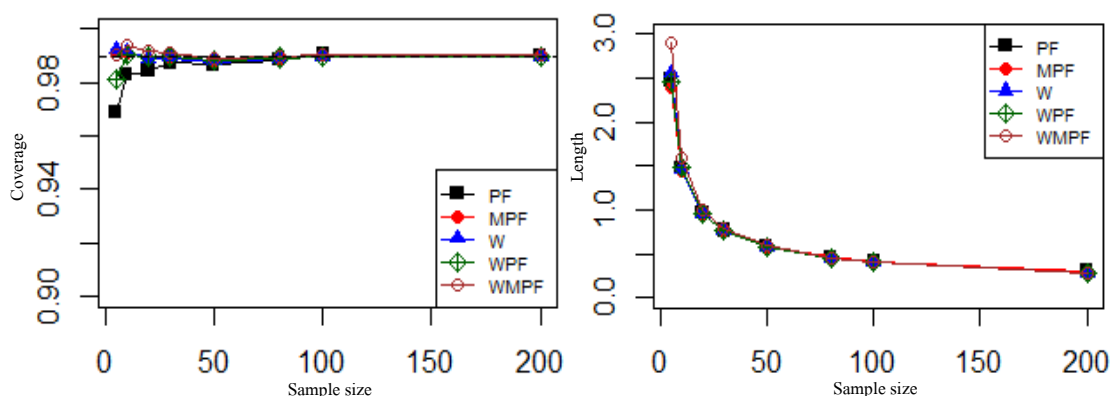 0.98
0.94
0.90
Coverage
PF
MPF
W
WPF
WMPF
0
50
100
150
200
Sample size
3.0
2.0
1.0
0.0
Length
PF
MPF
W
WPF
WMPF
0
50
100
150
200
Sample size